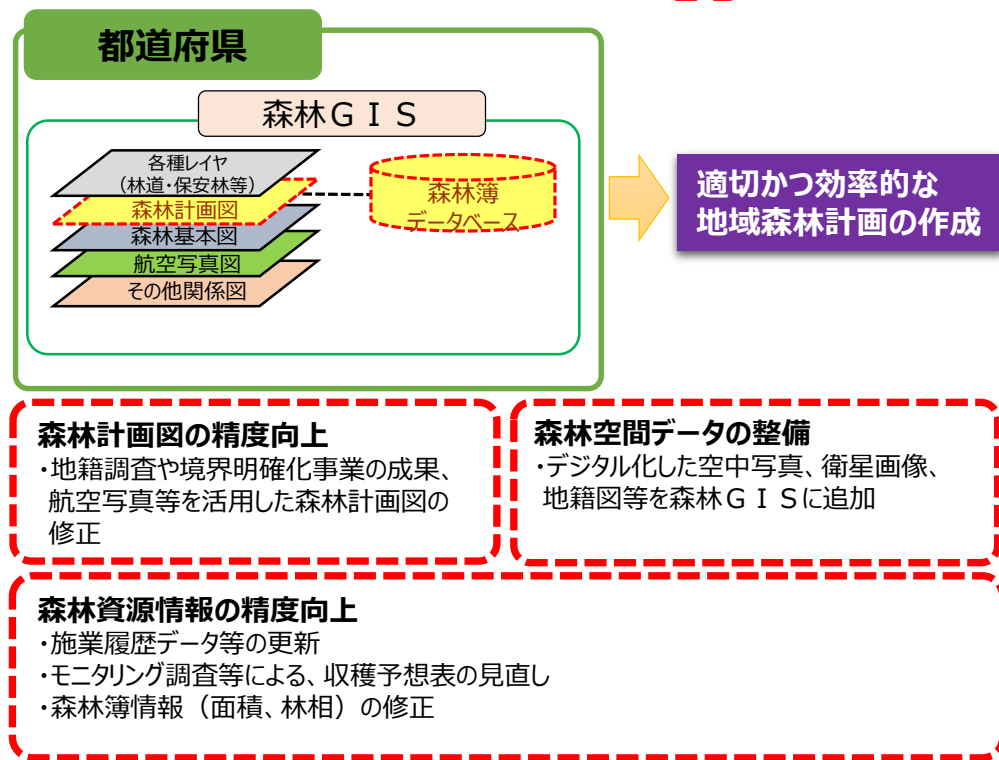 都道府県
森林ＧＩＳ
各種レイヤ
（林道・保安林等）
森林計画図
森林基本図
航空写真図
その他関係図
森林簿
データベース
適切かつ効率的な
地域森林計画の作成
森林計画図の精度向上
・地籍調査や境界明確化事業の成果、
航空写真等を活用した森林計画図の
修正
森林空間データの整備
・デジタル化した空中写真、衛星画像、
地籍図等を森林ＧＩＳに追加
森林資源情報の精度向上
・施業履歴データ等の更新
・モニタリング調査等による、収穫予想表の見直し
・森林簿情報（面積、林相）の修正